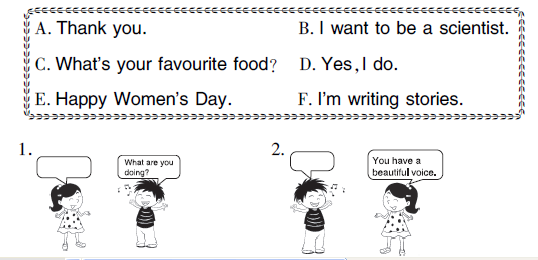 A. Thank you. B. I want to be a scientist.
C. What's your favourite food? D. Yes,I do.
E. Happy Women's Day. F. I'm writing stories.
1. 2.
What are you
doing?
You have a
beautiful voice.